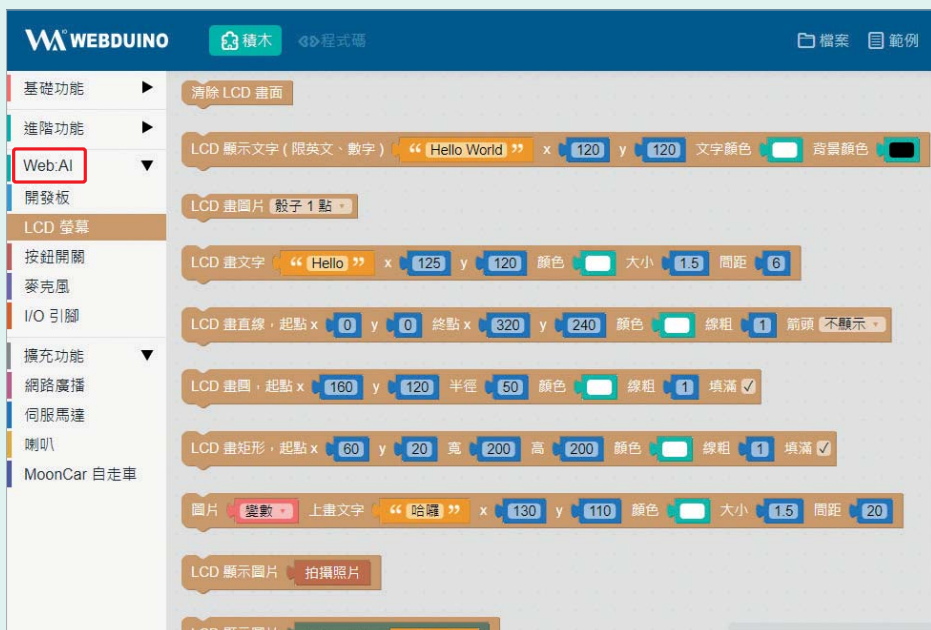 WEBDUINO 積木 程式碼 檔案 範例
基礎功能
進階功能
Web:AI
開發板
LCD 螢幕
按鈕開關
麥克風
I/O 引腳
擴充功能
網路廣播
伺服馬達
喇叭
MoonCar 自走車
清除 LCD 畫面
LCD 顯示文字 ( 限英文、數字 ) “ Hello World ” x 120 y 120 文字顏色 背景顏色
LCD 畫圖片 骰子 1 點
LCD 畫文字 “ Hello ” x 125 y 120 顏色 大小 1.5 間距 6
LCD 畫直線，起點 x 0 y 0 終點 x 320 y 240 顏色 線粗 1 箭頭 不顯示
LCD 畫圓，起點 x 160 y 120 半徑 50 顏色 線粗 1 填滿
LCD 畫矩形，起點 x 60 y 20 寬 200 高 200 顏色 線粗 1 填滿
圖片 變數 上畫文字 “ 哈囉 ” x 130 y 110 顏色 大小 1.5 間距 20
LCD 顯示圖片 拍攝照片
LCD 顯示圖片